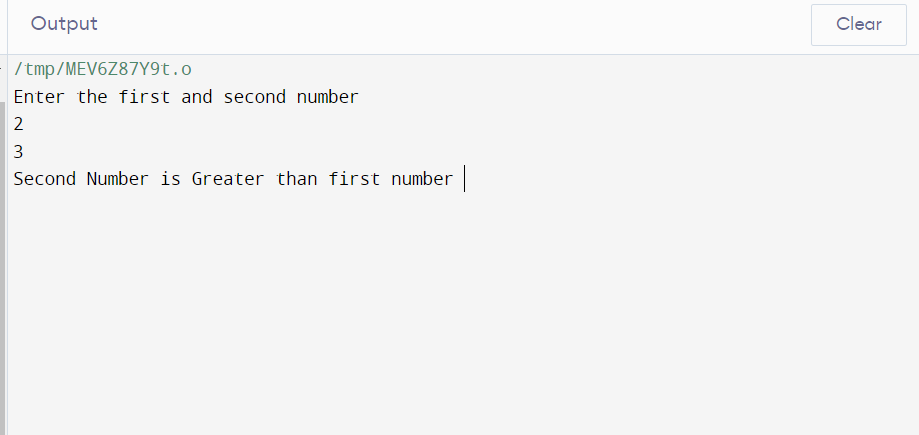 Output
Clear
/tmp/MEV6Z87Y9t.o
Enter the first and second number
2
3
Second Number is Greater than first number